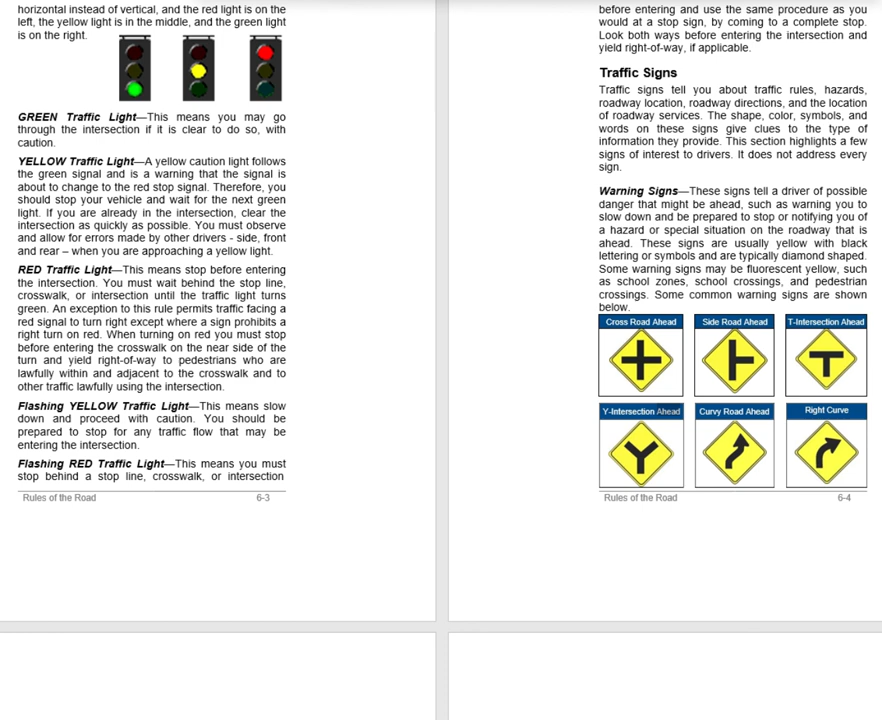 horizontal instead of vertical, and the red light is on the
left, the yellow light is in the middle, and the green light
is on the right.
GREEN Traffic Light—This means you may go
through the intersection if it is clear to do so, with
caution.
YELLOW Traffic Light—A yellow caution light follows
the green signal and is a warning that the signal is
about to change to the red stop signal. Therefore, you
should stop your vehicle and wait for the next green
light. If you are already in the intersection, clear the
intersection as quickly as possible. You must observe
and allow for errors made by other drivers - side, front
and rear – when you are approaching a yellow light.
RED Traffic Light—This means stop before entering
the intersection. You must wait behind the stop line,
crosswalk, or intersection until the traffic light turns
green. An exception to this rule permits traffic facing a
red signal to turn right except where a sign prohibits a
right turn on red. When turning on red you must stop
before entering the crosswalk on the near side of the
turn and yield right-of-way to pedestrians who are
lawfully within and adjacent to the crosswalk and to
other traffic lawfully using the intersection.
Flashing YELLOW Traffic Light—This means slow
down and proceed with caution. You should be
prepared to stop for any traffic flow that may be
entering the intersection.
Flashing RED Traffic Light—This means you must
stop behind a stop line, crosswalk, or intersection
Rules of the Road 6-3
before entering and use the same procedure as you
would at a stop sign, by coming to a complete stop.
Look both ways before entering the intersection and
yield right-of-way, if applicable.
Traffic Signs
Traffic signs tell you about traffic rules, hazards,
roadway location, roadway directions, and the location
of roadway services. The shape, color, symbols, and
words on these signs give clues to the type of
information they provide. This section highlights a few
signs of interest to drivers. It does not address every
sign.
Warning Signs—These signs tell a driver of possible
danger that might be ahead, such as warning you to
slow down and be prepared to stop or notifying you of
a hazard or special situation on the roadway that is
ahead. These signs are usually yellow with black
lettering or symbols and are typically diamond shaped.
Some warning signs may be fluorescent yellow, such
as school zones, school crossings, and pedestrian
crossings. Some common warning signs are shown
below.
Cross Road Ahead Side Road Ahead T-Intersection Ahead
Y-Intersection Ahead Curvy Road Ahead Right Curve
Rules of the Road 6-4